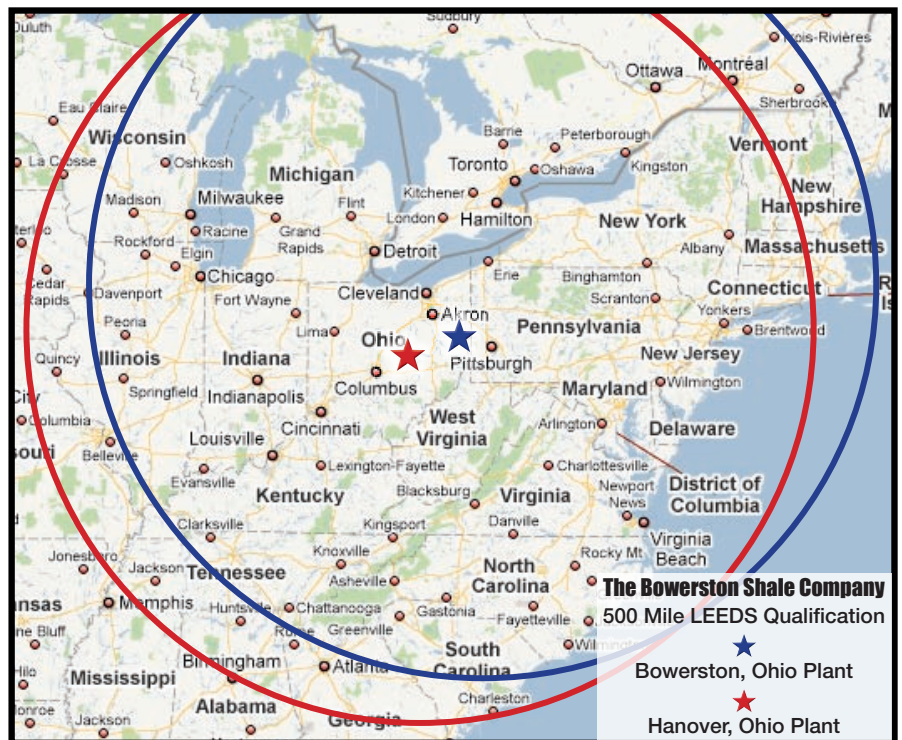 Duluth
Sudbury
Trois-Rivières
Ottawa
Montréal
Sherbrooke
Eau Claire
Wisconsin
Barrie
Peterborough
Vermont
La Crosse
Oshkosh
Michigan
Toronto
Oshawa
Kingston
Madison
Milwaukee
Flint
Kitchener
New
Hampshire
Racine
Grand
Rapids
London
Hamilton
New York
Rockford
Elgin
Detroit
Albany
Massachusetts
Cedar
Rapids
Chicago
Erie
Binghamton
Connecticut
Davenport
Fort Wayne
Cleveland
Scranton
Peoria
Lima
Akron
Yonkers
Brentwood
Ohio
Pennsylvania
Quincy
Illinois
Indiana
Pittsburgh
New Jersey
Springfield
Indianapolis
Columbus
Maryland
Wilmington
Columbia
Cincinnati
West
Virginia
Arlington
Delaware
Belleville
Louisville
Lexington-Fayette
Charlottesville
Evansville
District of
Columbia
Kentucky
Blacksburg
Virginia
Newport
News
Clarksville
Kingsport
Danville
Virginia
Beach
Jonesboro
Knoxville
Rocky Mt
Jackson
Tennessee
Asheville
North
Carolina
Memphis
Huntsville
Chattanooga
Gastonia
Fayetteville
Rome
Greenville
Birmingham
Atlanta
South
Carolina
Mississippi
Alabama
Charleston
Jackson
Georgia
The Bowerston Shale Company
500 Mile LEEDS Qualification
Bowerston, Ohio Plant
Hanover, Ohio Plant